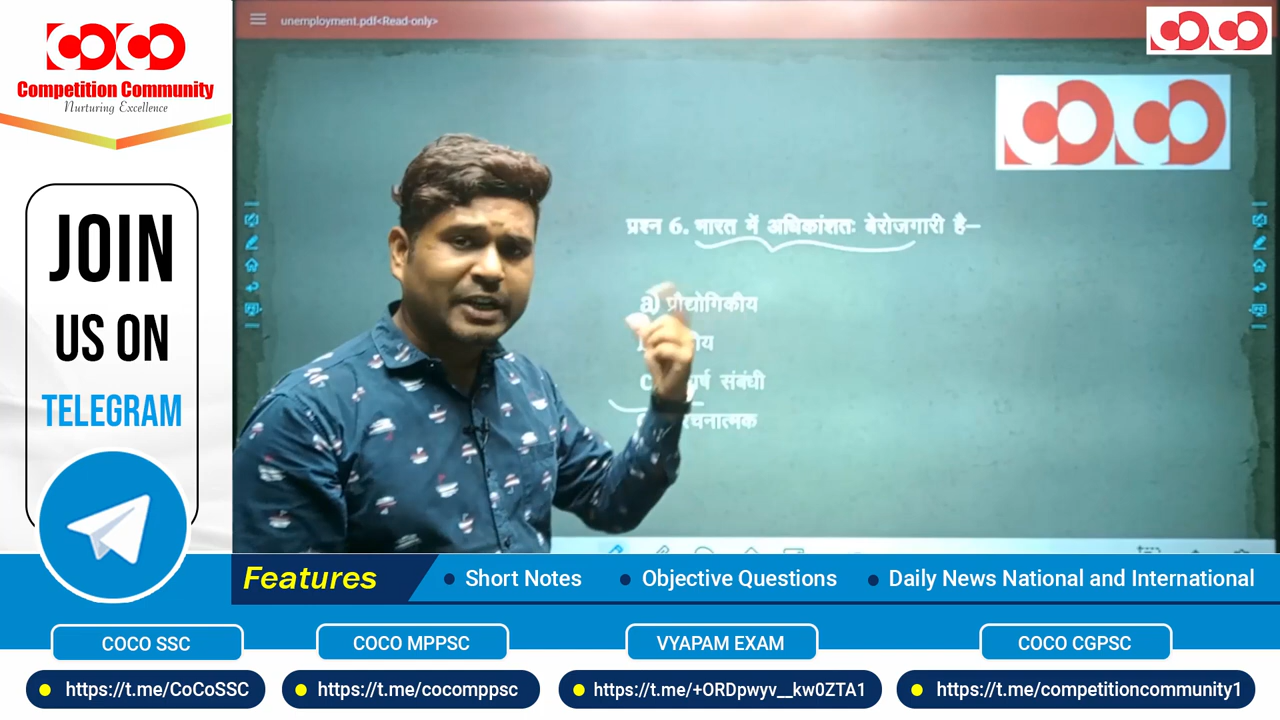 COCO
Competition Community
Nurturing Excellence
JOIN
US ON
TELEGRAM
unemployment.pdf<Read-only>
COCO
COCO
प्रश्न 6. भारत में अधिकांशतः बेरोजगारी है–
a) प्रौद्योगिकीय
संबंधी
Features
Short Notes
Objective Questions
Daily News National and International
COCO SSC
COCO MPPSC
VYAPAM EXAM
COCO CGPSC
https://t.me/CoCoSSC
https://t.me/cocomppsc
https://t.me/+ORDpwyv__kw0ZTA1
https://t.me/competitioncommunity1